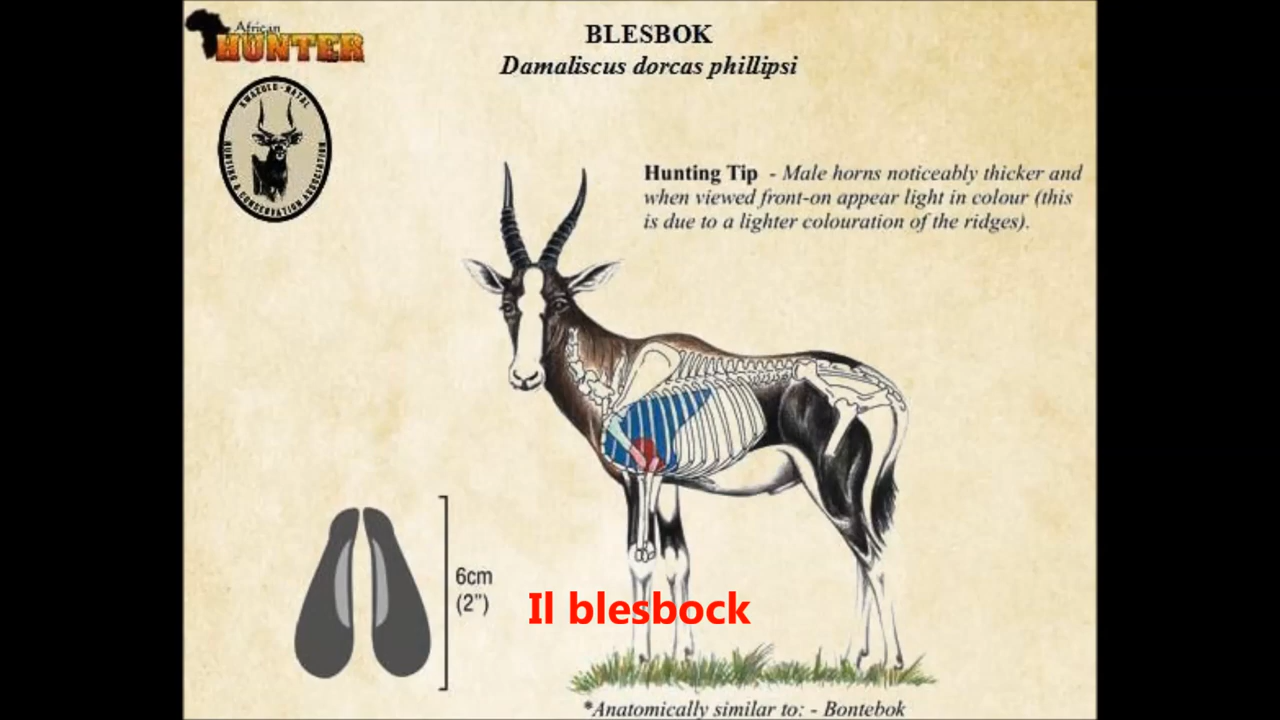 African
HUNTER
KWAZULU-NATAL
HUNTING & CONSERVATION ASSOCIATION
BLESBOK
Damaliscus dorcas phillipsi
Hunting Tip - Male horns noticeably thicker and
when viewed front-on appear light in colour (this
is due to a lighter colouration of the ridges).
6cm
(2")
Il blesbock
*Anatomically similar to: - Bontebok